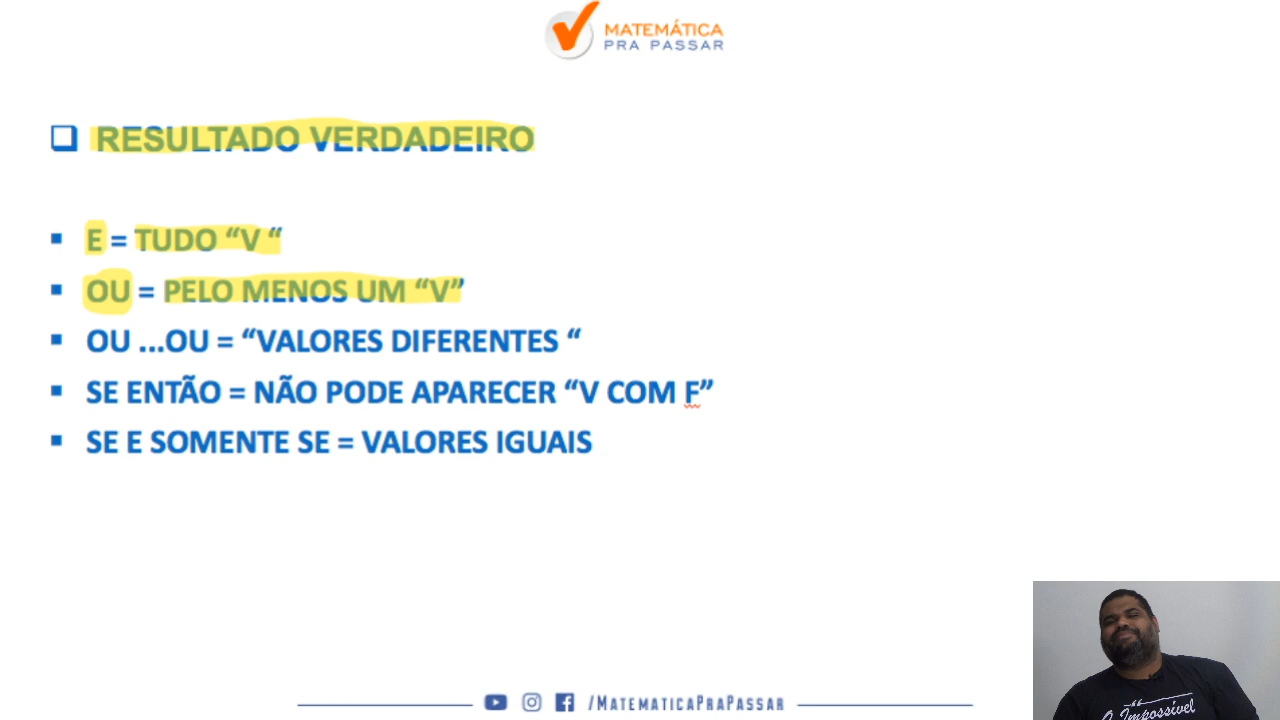 MATEMÁTICA
PRA PASSAR
RESULTADO VERDADEIRO
E = TUDO “V “
OU = PELO MENOS UM “V”
OU ...OU = “VALORES DIFERENTES “
SE ENTÃO = NÃO PODE APARECER “V COM F”
SE E SOMENTE SE = VALORES IGUAIS
/MATEMATICAPRAPASSAR
“
O Impossível